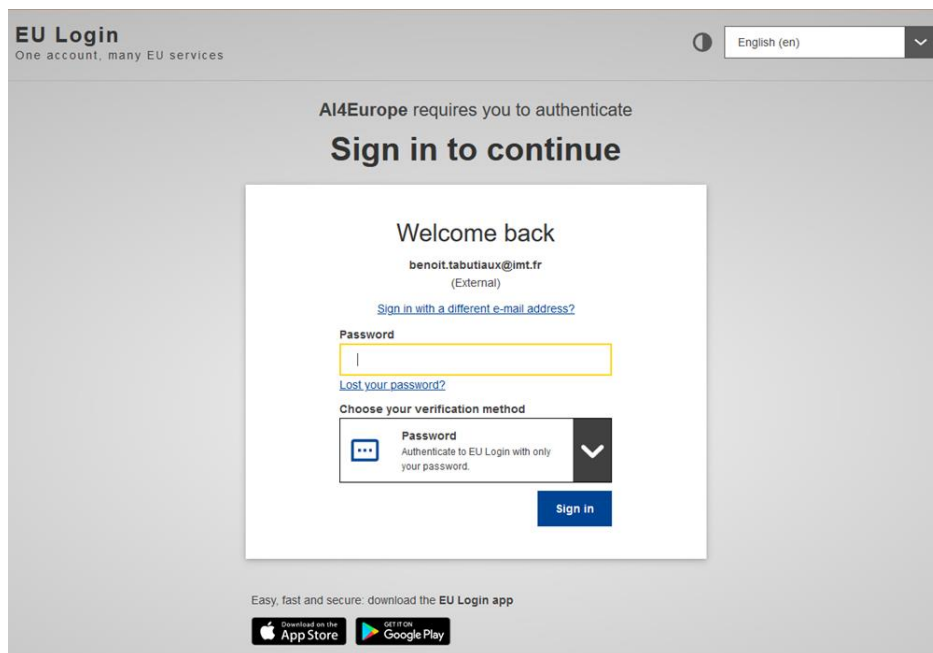 EU Login
One account, many EU services
English (en)
AI4Europe requires you to authenticate
Sign in to continue
Welcome back
benoit.tabutiaux@imt.fr
(External)
Sign in with a different e-mail address?
Password
Lost your password?
Choose your verification method
Password
Authenticate to EU Login with only
your password.
Sign in
Easy, fast and secure: download the EU Login app
Download on the
App Store
GET IT ON
Google Play